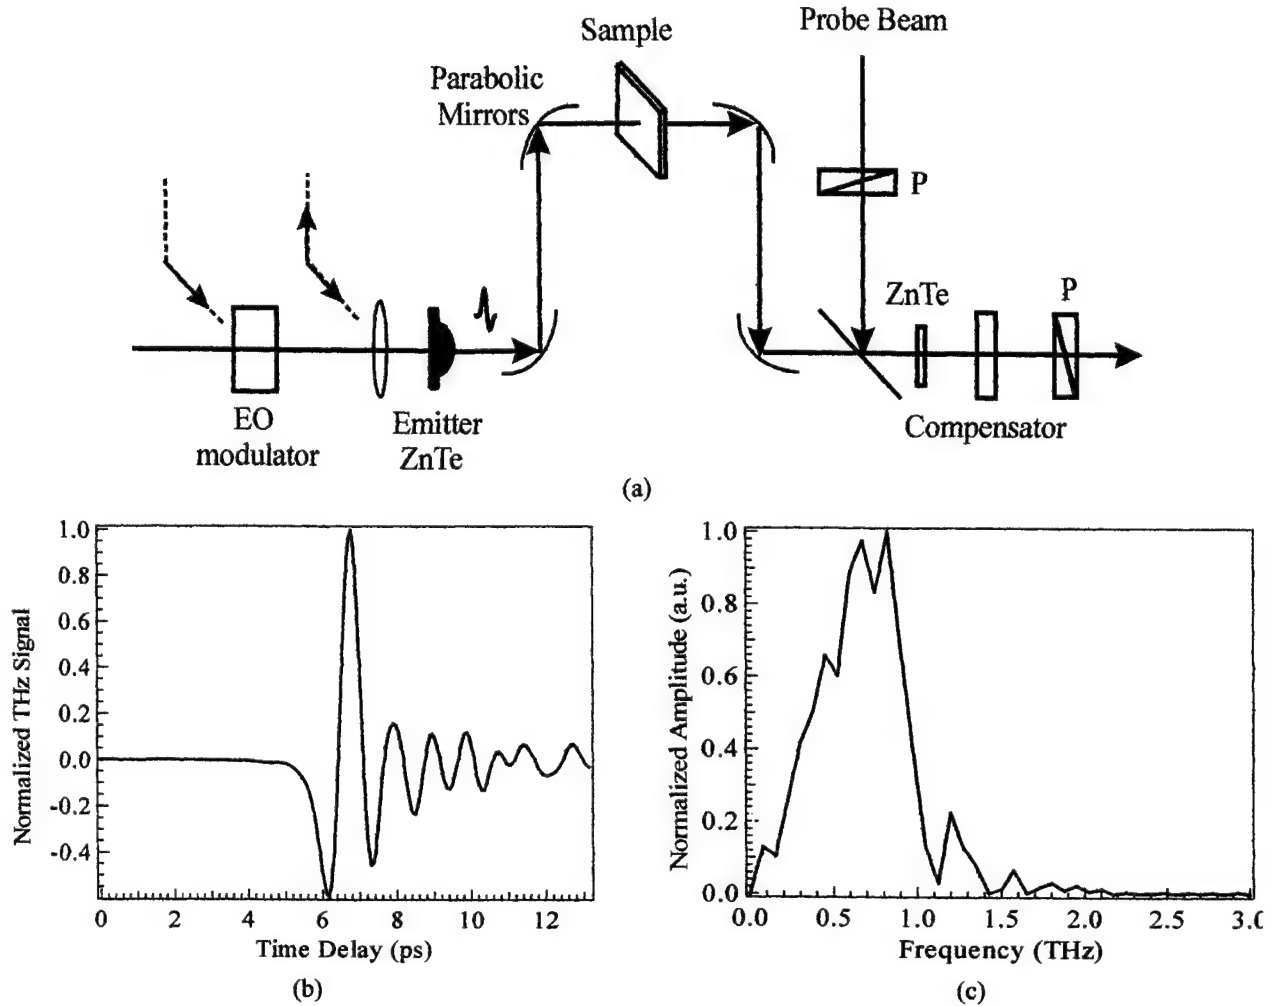 Sample
Probe Beam
Parabolic
Mirrors
P
ZnTe
P
EO
modulator
Emitter
ZnTe
Compensator
(a)
Normalized THz Signal
1.0
0.8
0.6
0.4
0.2
0.0
-0.2
-0.4
0 2 4 6 8 10 12
Time Delay (ps)
(b)
Normalized Amplitude (a.u.)
1.0
0.8
0.6
0.4
0.2
0.0
0.0 0.5 1.0 1.5 2.0 2.5 3.0
Frequency (THz)
(c)